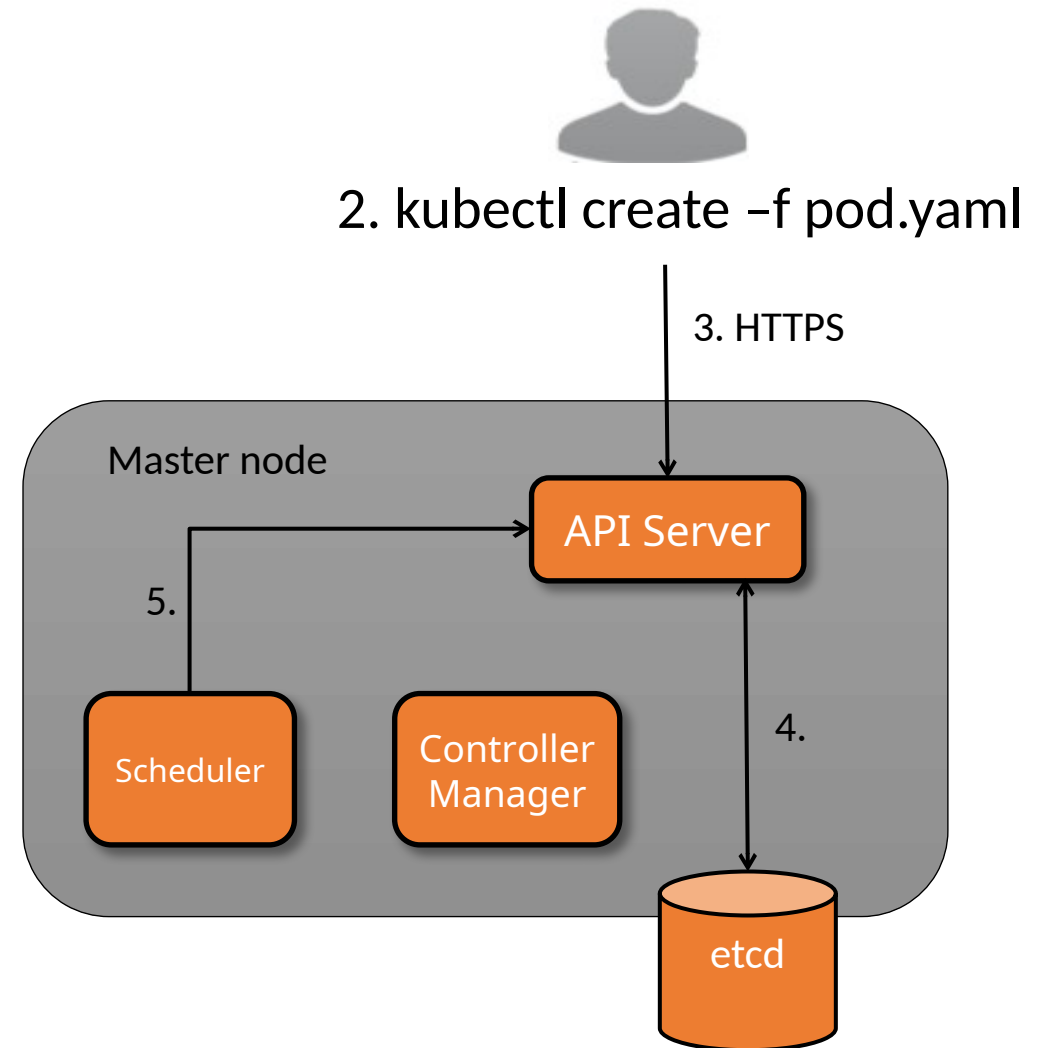 2. kubectl create –f pod.yaml
3. HTTPS
Master node
API Server
5.
4.
Scheduler
Controller
Manager
etcd